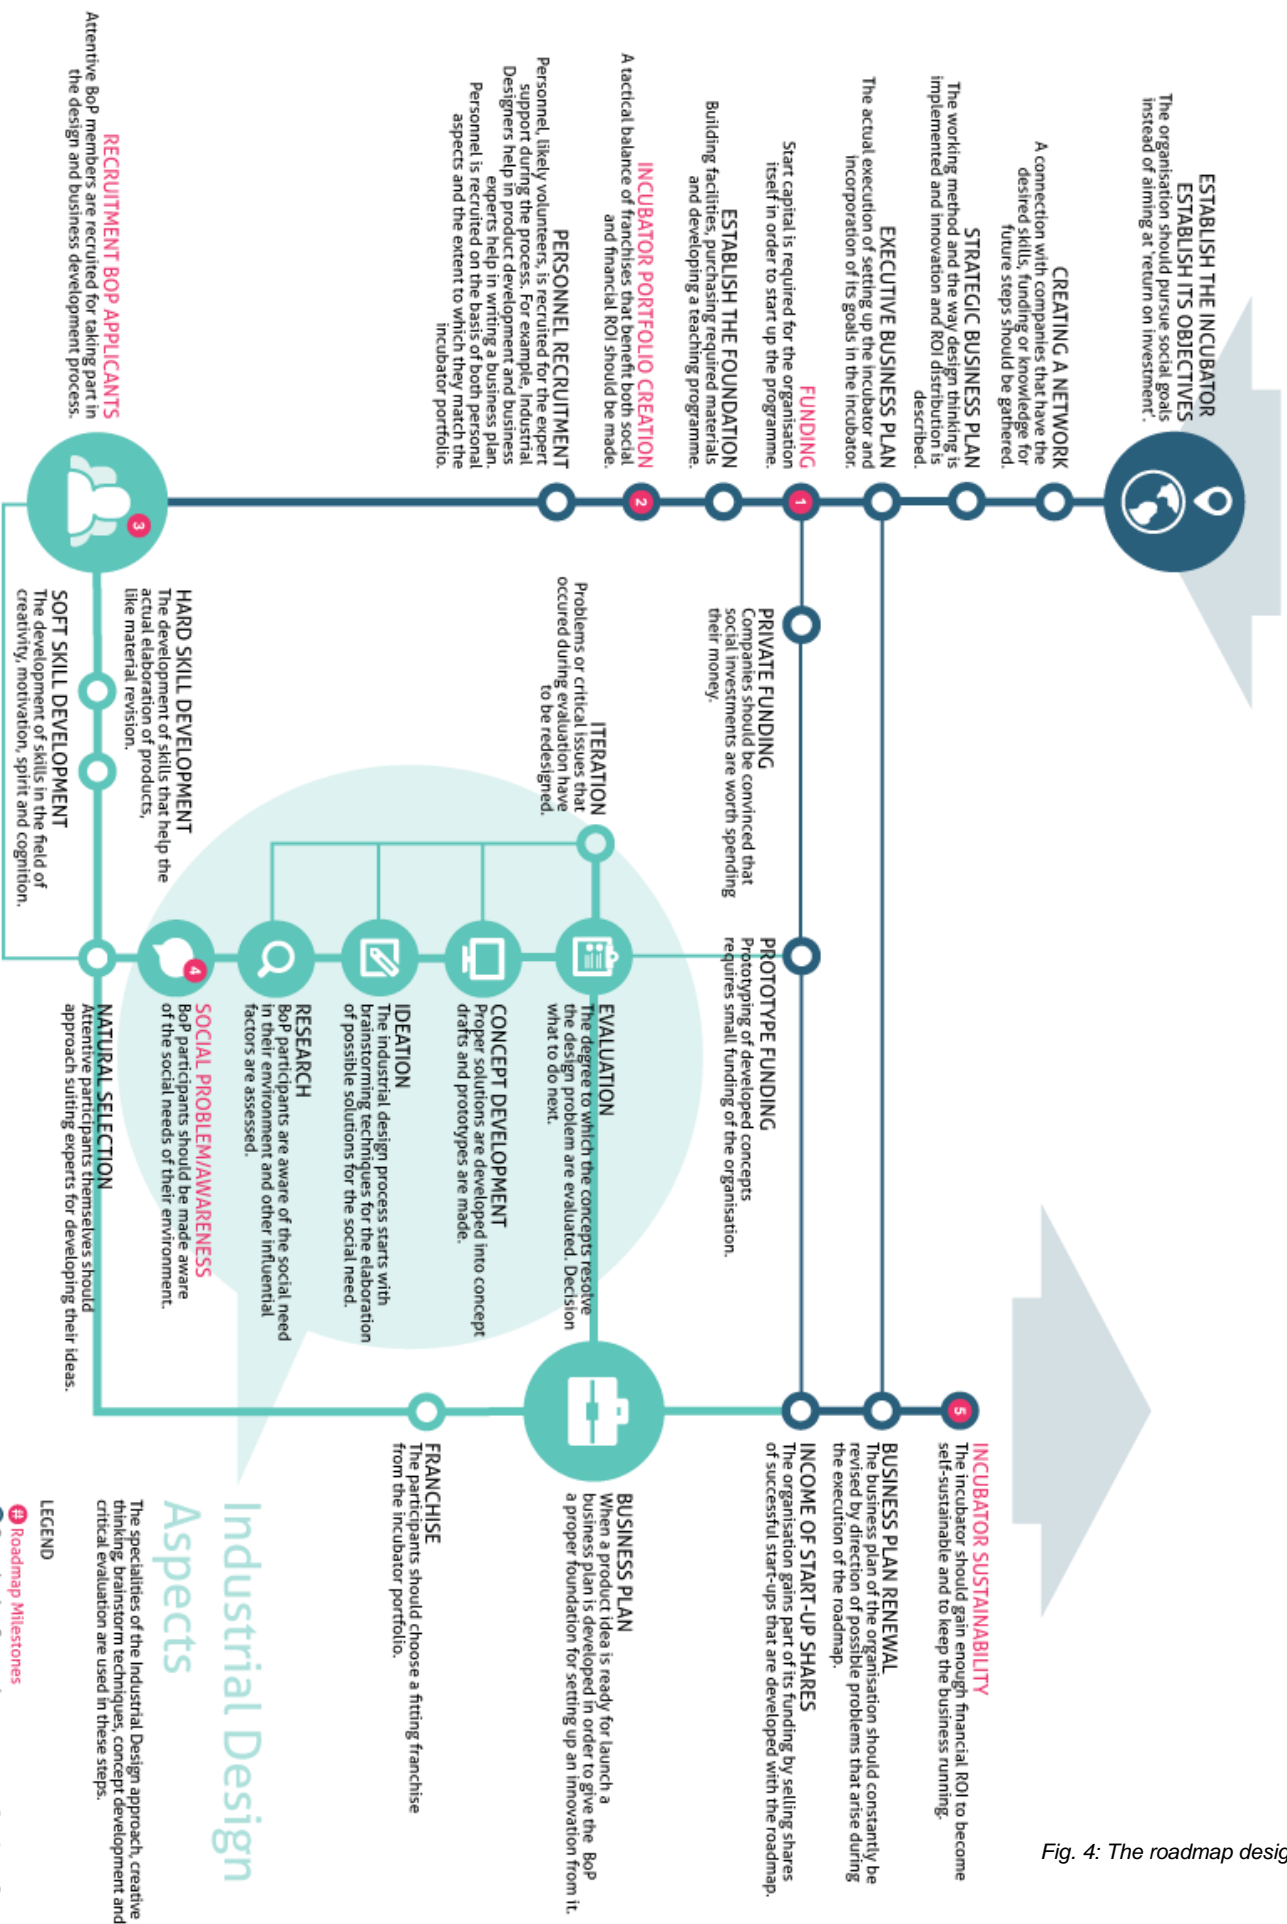 ESTABLISH THE INCUBATOR
ESTABLISH ITS OBJECTIVES
The organisation should pursue social goals
instead of aiming at 'return on investment'.
CREATING A NETWORK
A connection with companies that have the
desired skills, funding or knowledge for
future steps should be gathered.
STRATEGIC BUSINESS PLAN
The working method and the way design thinking is
implemented and innovation and ROI distribution is
described.
EXECUTIVE BUSINESS PLAN
The actual execution of setting up the incubator and
incorporation of its goals in the incubator.
FUNDING
Start capital is required for the organisation
itself in order to start up the programme.
1
ESTABLISH THE FOUNDATION
Building facilities, purchasing required materials
and developing a teaching programme.
INCUBATOR PORTFOLIO CREATION
A tactical balance of franchises that benefit both social
and financial ROI should be made.
2
PERSONNEL RECRUITMENT
Personnel, likely volunteers, is recruited for the expert
support during the process. For example, Industrial
Designers help in product development and business
experts help in writing a business plan.
Personnel is recruited on the basis of both personal
aspects and the extent to which they match the
incubator portfolio.
RECRUITMENT BOP APPLICANTS
Attentive BoP members are recruited for taking part in
the design and business development process.
3
PRIVATE FUNDING
Companies should be convinced that
social investments are worth spending
their money.
PROTOTYPE FUNDING
Prototyping of developed concepts
requires small funding of the organisation.
ITERATION
Problems or critical issues that
occured during evaluation have
to be redesigned.
HARD SKILL DEVELOPMENT
The development of skills that help the
actual elaboration of products,
like material revision.
SOFT SKILL DEVELOPMENT
The development of skills in the field of
creativity, motivation, spirit and cognition.
EVALUATION
The degree to which the concepts resolve
the design problem are evaluated. Decision
what to do next.
CONCEPT DEVELOPMENT
Proper solutions are developed into concept
drafts and prototypes are made.
IDEATION
The industrial design process starts with
brainstorming techniques for the elaboration
of possible solutions for the social need.
RESEARCH
BoP participants are aware of the social need
in their environment and other influential
factors are assessed.
4
SOCIAL PROBLEM/AWARENESS
BoP participants should be made aware
of the social needs of their environment.
NATURAL SELECTION
Attentive participants themselves should
approach suiting experts for developing their ideas.
5
INCUBATOR SUSTAINABILITY
The incubator should gain enough financial ROI to become
self-sustainable and to keep the business running.
BUSINESS PLAN RENEWAL
The business plan of the organisation should constantly be
revised by direction of possible problems that arise during
the execution of the roadmap.
INCOME OF START-UP SHARES
The organisation gains part of its funding by selling shares
of successful start-ups that are developed with the roadmap.
BUSINESS PLAN
When a product idea is ready for launch a
business plan is developed in order to give the BoP
a proper foundation for setting up an innovation from it.
FRANCHISE
The participants should choose a fitting franchise
from the incubator portfolio.
Industrial Design
Aspects
The specialities of the Industrial Design approach, creative
thinking brainstorm techniques, concept development and
critical evaluation are used in these steps.
LEGEND
# Roadmap Milestones
Fig. 4: The roadmap desig